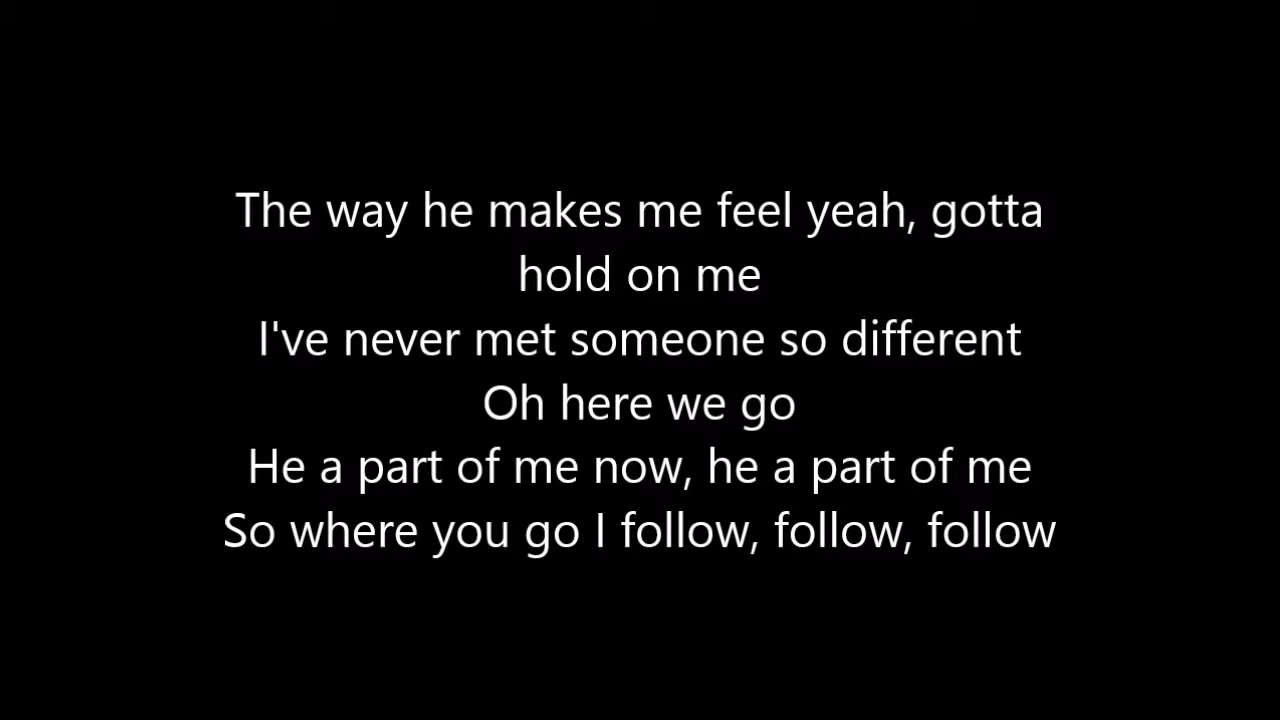 The way he makes me feel yeah, gotta
hold on me
I've never met someone so different
Oh here we go
He a part of me now, he a part of me
So where you go I follow, follow, follow